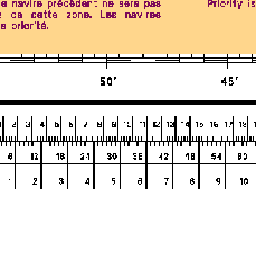 navire précédent ne sera pas
de cette zone. Les navires
priorité.
Priority is
50′ 45′
2 3 4 5 6 7 8 9 10 11 12 13 14 15 16 17 18
6 12 18 24 30 36 42 48 54 60
1 2 3 4 5 6 7 8 9 10